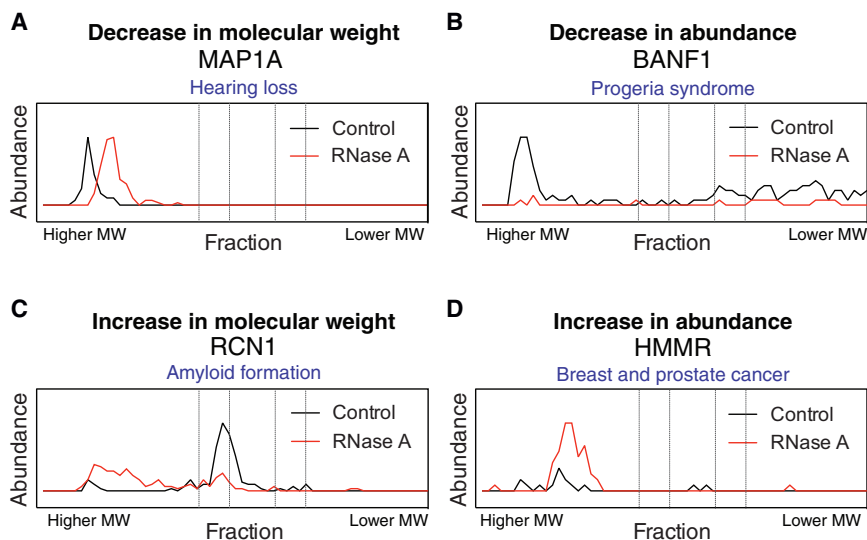 A
Decrease in molecular weight
MAP1A
Hearing loss
Abundance
Control
RNase A
Higher MW
Fraction
Lower MW
B
Decrease in abundance
BANF1
Progeria syndrome
Abundance
Control
RNase A
Higher MW
Fraction
Lower MW
C
Increase in molecular weight
RCN1
Amyloid formation
Abundance
Control
RNase A
Higher MW
Fraction
Lower MW
D
Increase in abundance
HMMR
Breast and prostate cancer
Abundance
Control
RNase A
Higher MW
Fraction
Lower MW